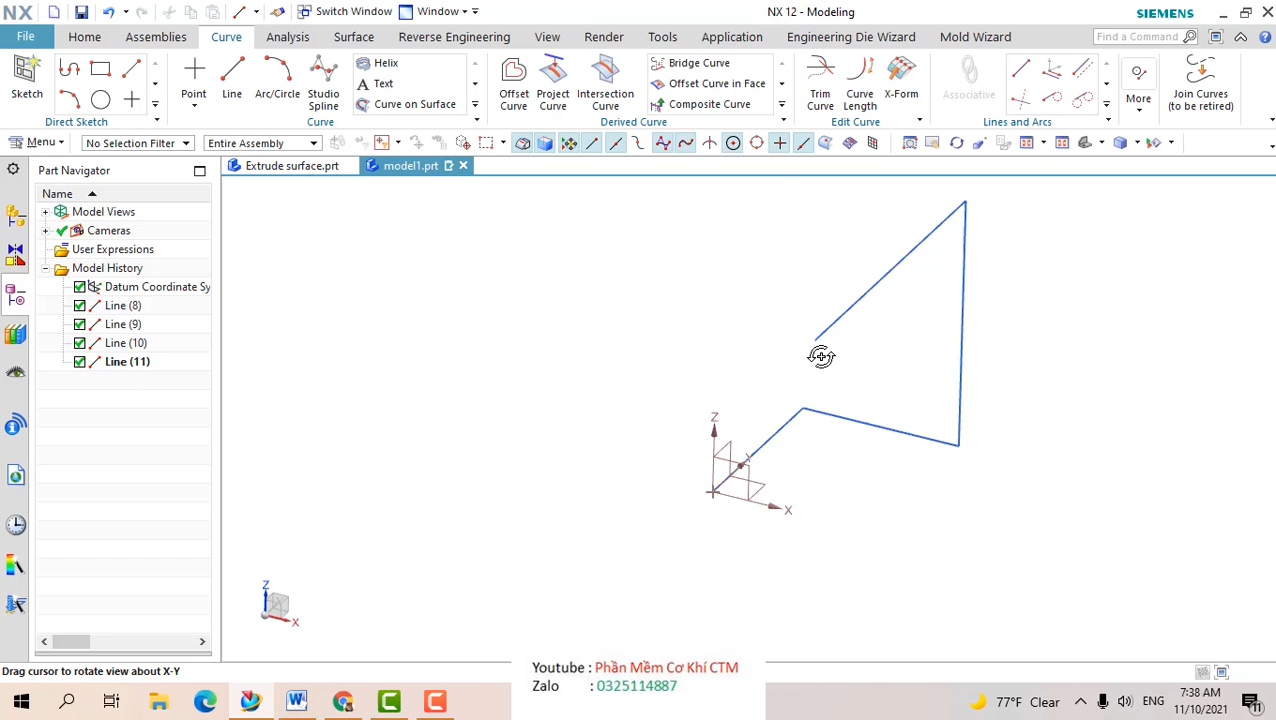 NX
Switch Window
Window
NX 12 - Modeling
SIEMENS
File
Home
Assemblies
Curve
Analysis
Surface
Reverse Engineering
View
Render
Tools
Application
Engineering Die Wizard
Mold Wizard
Find a Command
Sketch
Direct Sketch
Point
Line
Arc/Circle
Studio Spline
Helix
Text
Curve on Surface
Curve
Offset Curve
Project Curve
Intersection Curve
Bridge Curve
Offset Curve in Face
Composite Curve
Derived Curve
Trim Curve
Curve Length
X-Form
Edit Curve
Associative
Lines and Arcs
More
Join Curves (to be retired)
Menu
No Selection Filter
Entire Assembly
Part Navigator
Extrude surface.prt
model1.prt
Name
Model Views
Cameras
User Expressions
Model History
Datum Coordinate Sy
Line (8)
Line (9)
Line (10)
Line (11)
Z
Y
X
Z
X
Drag cursor to rotate view about X-Y
Youtube : Phần Mềm Cơ Khí CTM
Zalo : 0325114887
77°F Clear
ENG
7:38 AM
11/10/2021
11